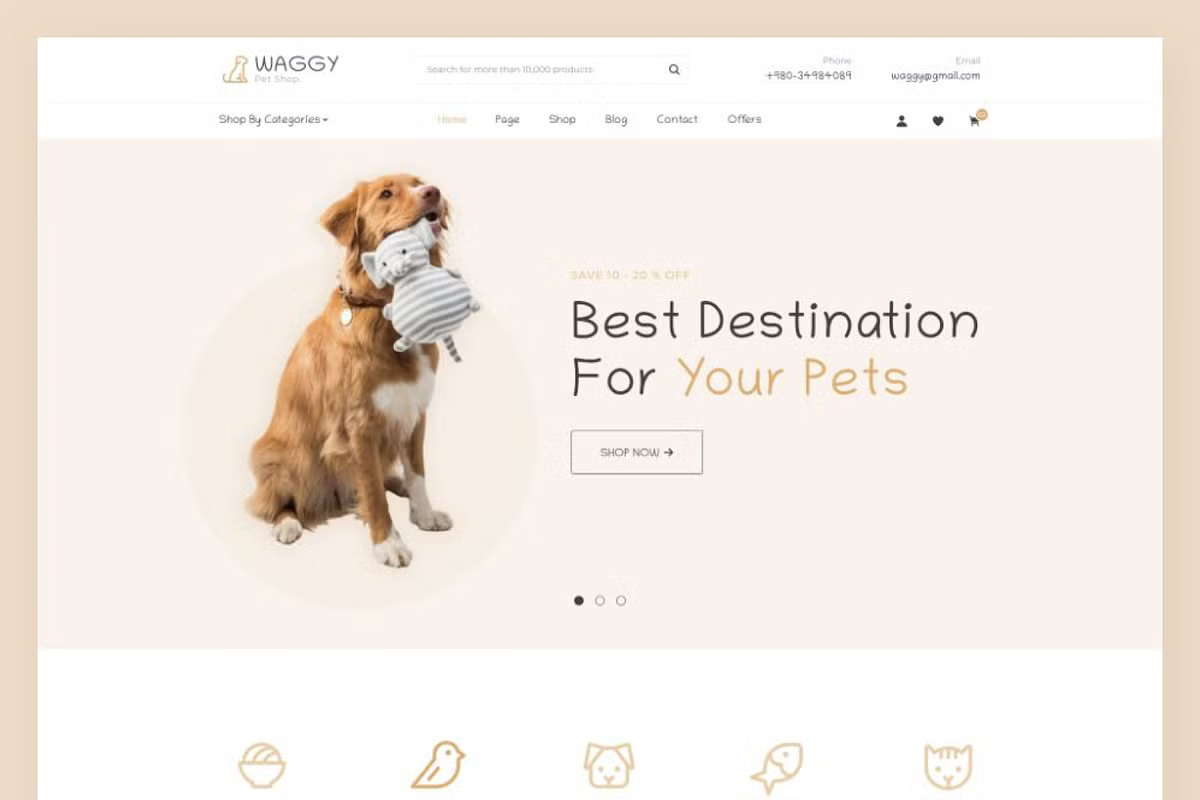 WAGGY
Pet Shop.
Search for more than 10,000 products.
Phone
+980-34984089
Email
waggy@gmail.com
Shop By Categories
Home
Page
Shop
Blog
Contact
Offers
SAVE 10 - 20 % OFF
Best Destination
For Your Pets
SHOP NOW →